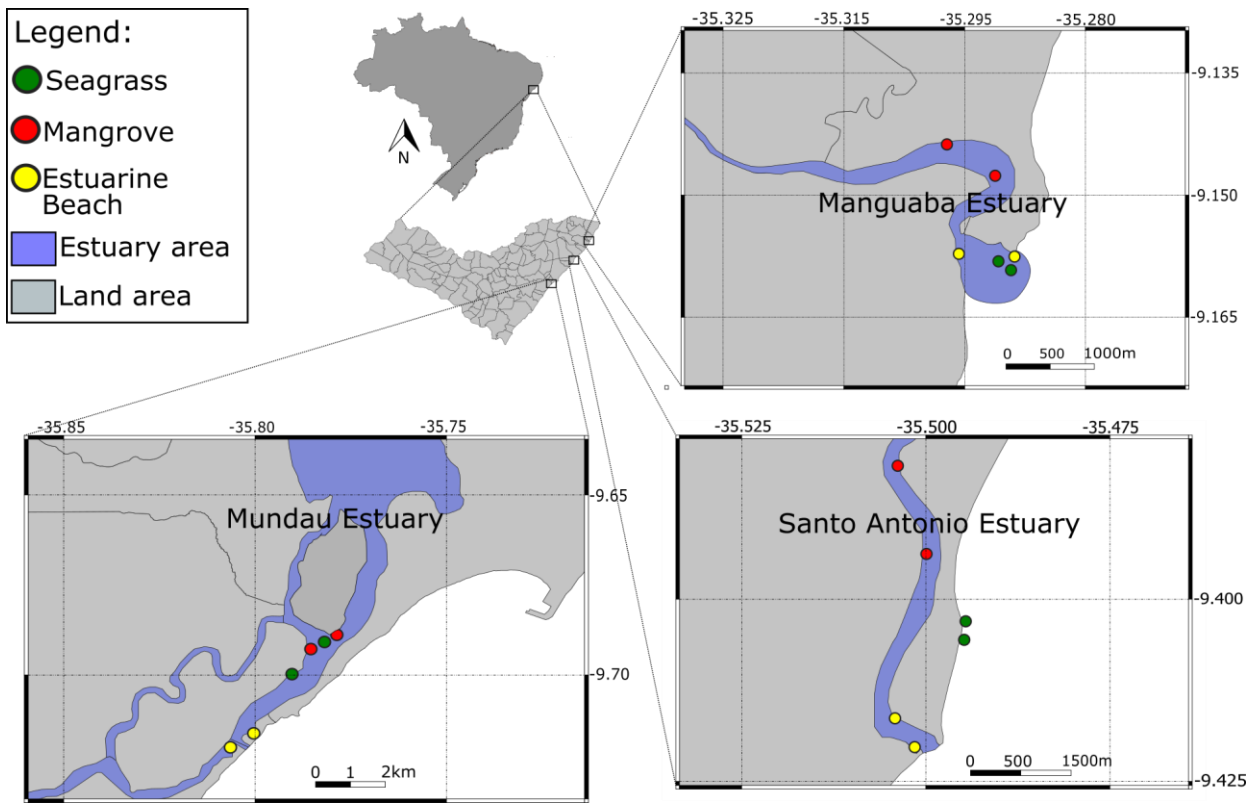 Legend:
Seagrass
Mangrove
Estuarine
Beach
Estuary area
Land area
N
-35.325 -35.315 -35.295 -35.280
-9.135
-9.150
-9.165
Manguaba Estuary
0 500 1000m
-35.85 -35.80 -35.75
-9.65
-9.70
Mundau Estuary
0 1 2km
-35.525 -35.500 -35.475
Santo Antonio Estuary
-9.400
-9.425
0 500 1500m